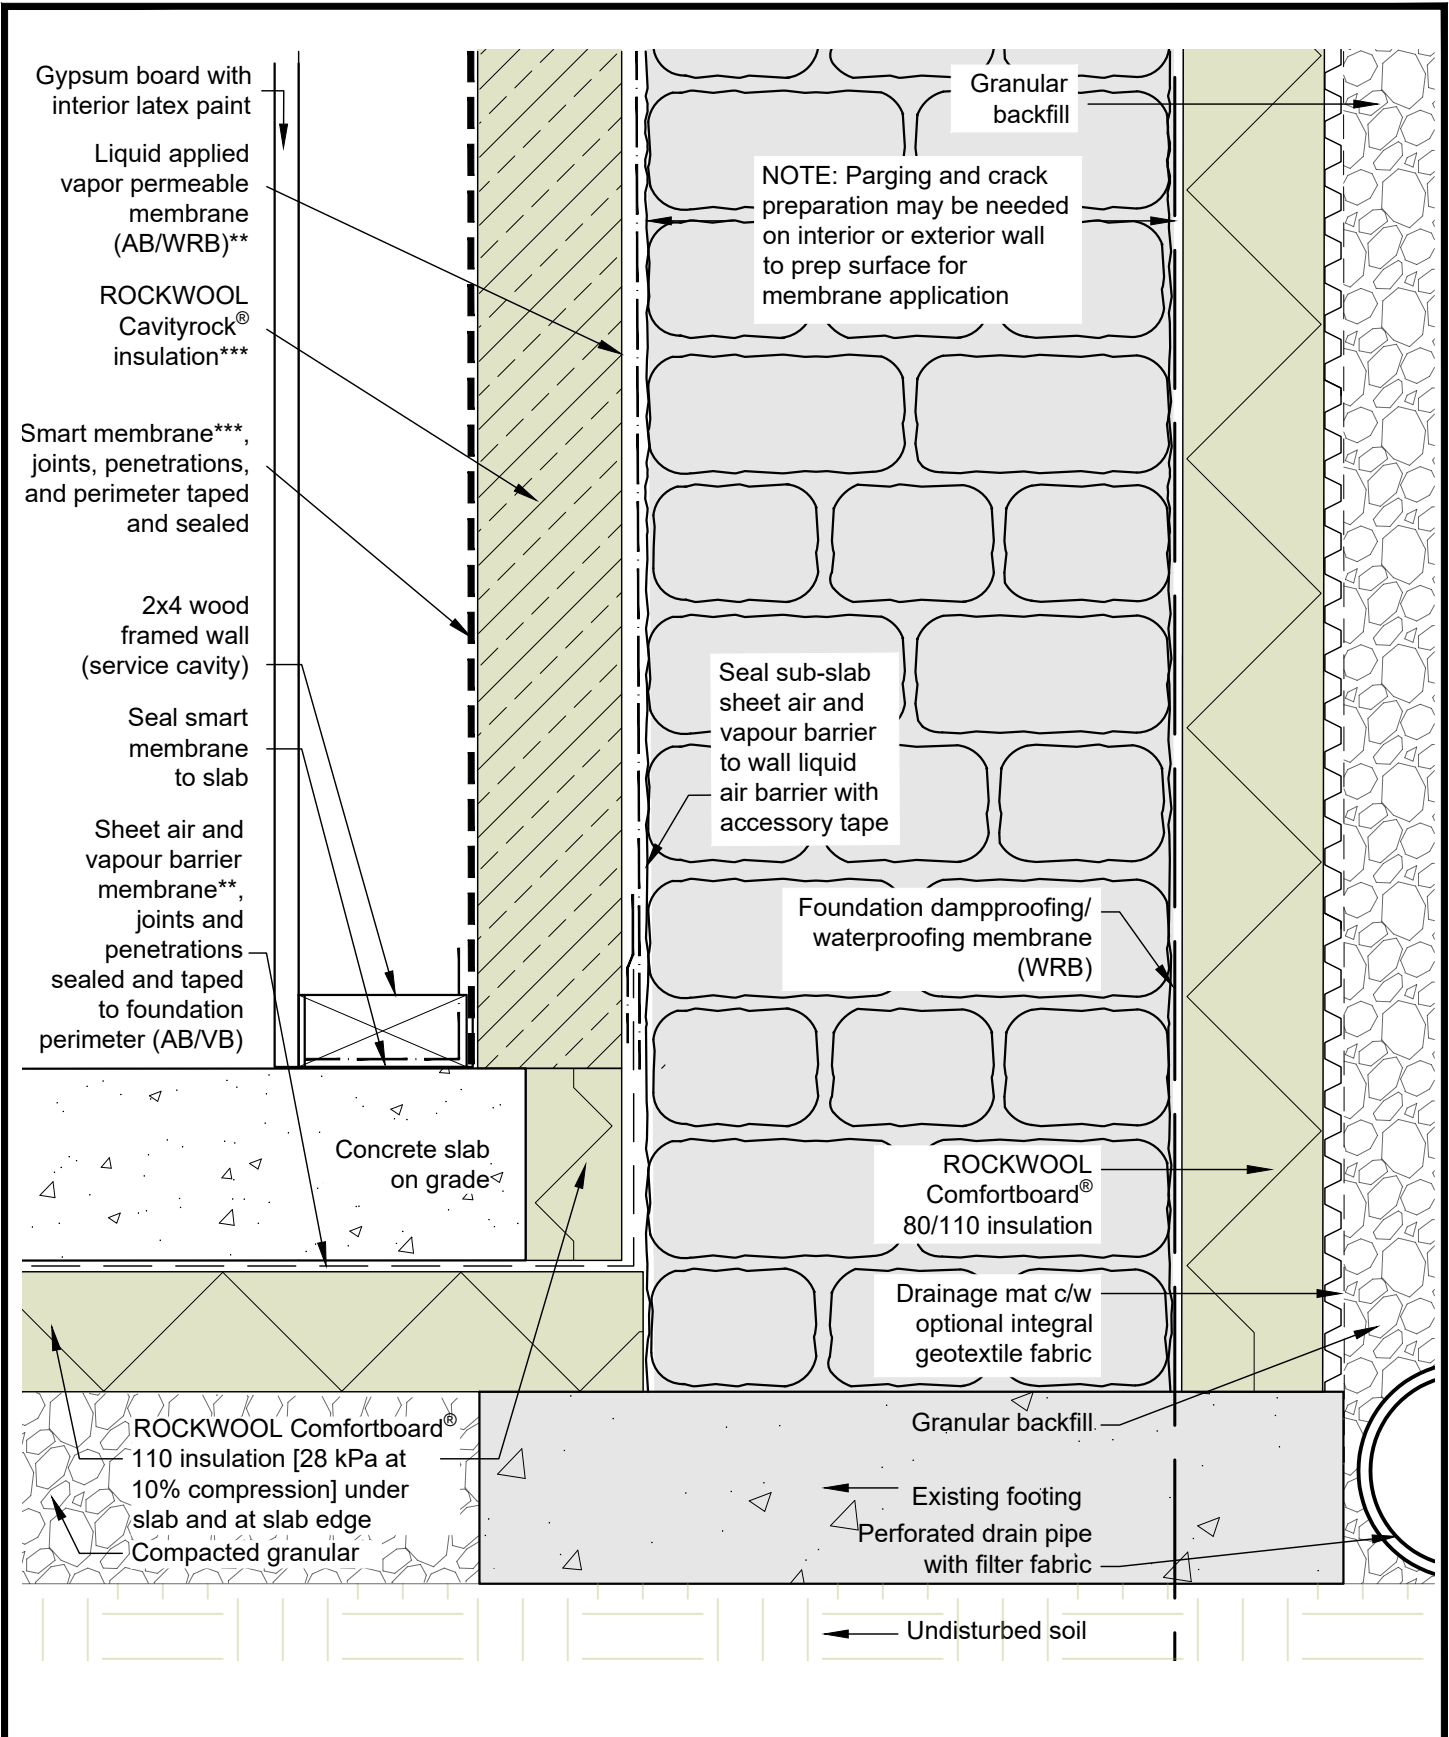 Gypsum board with
interior latex paint
Liquid applied
vapor permeable
membrane
(AB/WRB)**
ROCKWOOL
Cavityrock®
insulation***
Smart membrane***,
joints, penetrations,
and perimeter taped
and sealed
2x4 wood
framed wall
(service cavity)
Seal smart
membrane
to slab
Sheet air and
vapour barrier
membrane**,
joints and
penetrations
sealed and taped
to foundation
perimeter (AB/VB)
Concrete slab
on grade
ROCKWOOL Comfortboard®
110 insulation [28 kPa at
10% compression] under
slab and at slab edge
Compacted granular
Granular
backfill
NOTE: Parging and crack
preparation may be needed
on interior or exterior wall
to prep surface for
membrane application
Seal sub-slab
sheet air and
vapour barrier
to wall liquid
air barrier with
accessory tape
Foundation dampproofing/
waterproofing membrane
(WRB)
ROCKWOOL
Comfortboard®
80/110 insulation
Drainage mat c/w
optional integral
geotextile fabric
Granular backfill
Existing footing
Perforated drain pipe
with filter fabric
Undisturbed soil